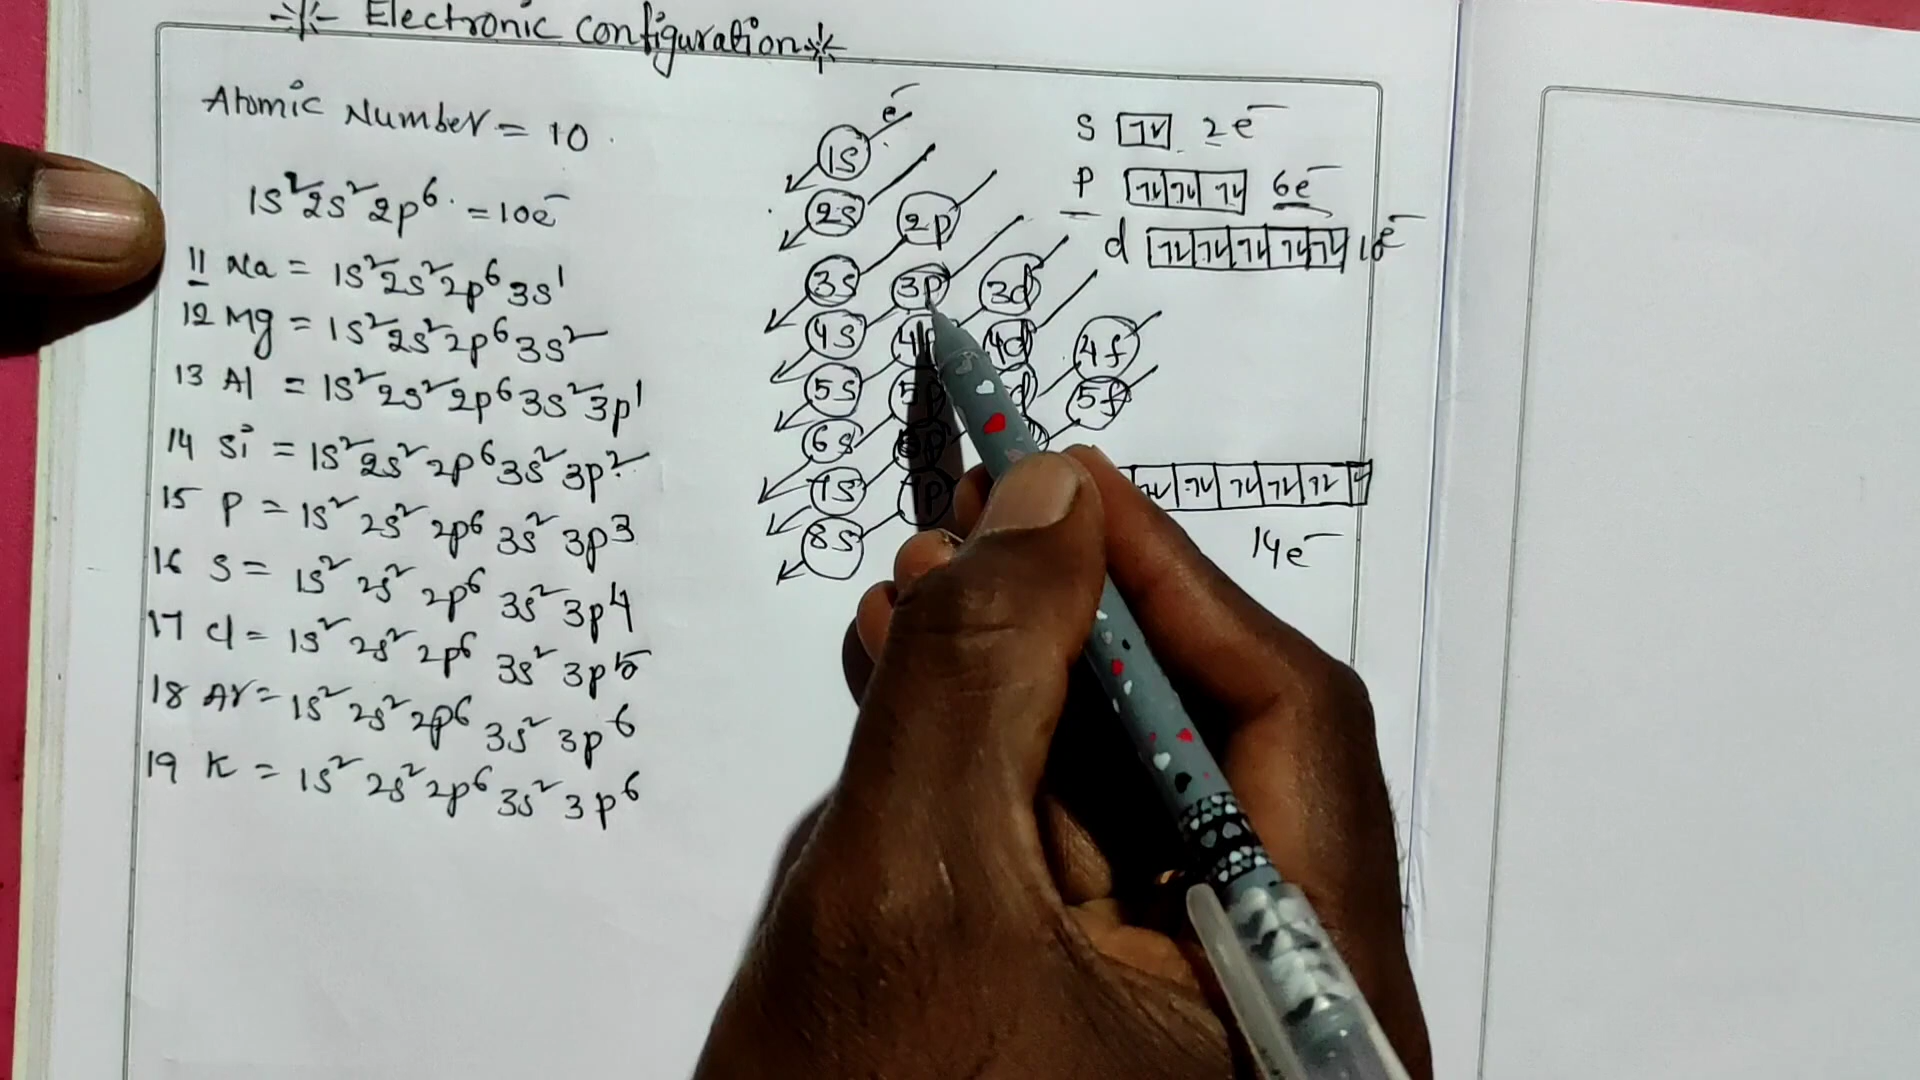 Electronic Configuration
Atomic Number = 10
1s² 2s² 2p⁶ = 10e⁻
11 Na = 1s² 2s² 2p⁶ 3s¹
12 Mg = 1s² 2s² 2p⁶ 3s²
13 Al = 1s² 2s² 2p⁶ 3s² 3p¹
14 Si = 1s² 2s² 2p⁶ 3s² 3p²
15 P = 1s² 2s² 2p⁶ 3s² 3p³
16 S = 1s² 2s² 2p⁶ 3s² 3p⁴
17 Cl = 1s² 2s² 2p⁶ 3s² 3p⁵
18 Ar = 1s² 2s² 2p⁶ 3s² 3p⁶
19 K = 1s² 2s² 2p⁶ 3s² 3p⁶
e⁻
1s
2s 2p
3s 3p 3d
4s 4d 4f
5s 5p 5f
6s
7s 7p
8s
s 2e⁻
p 6e⁻
d 10e⁻
14e⁻